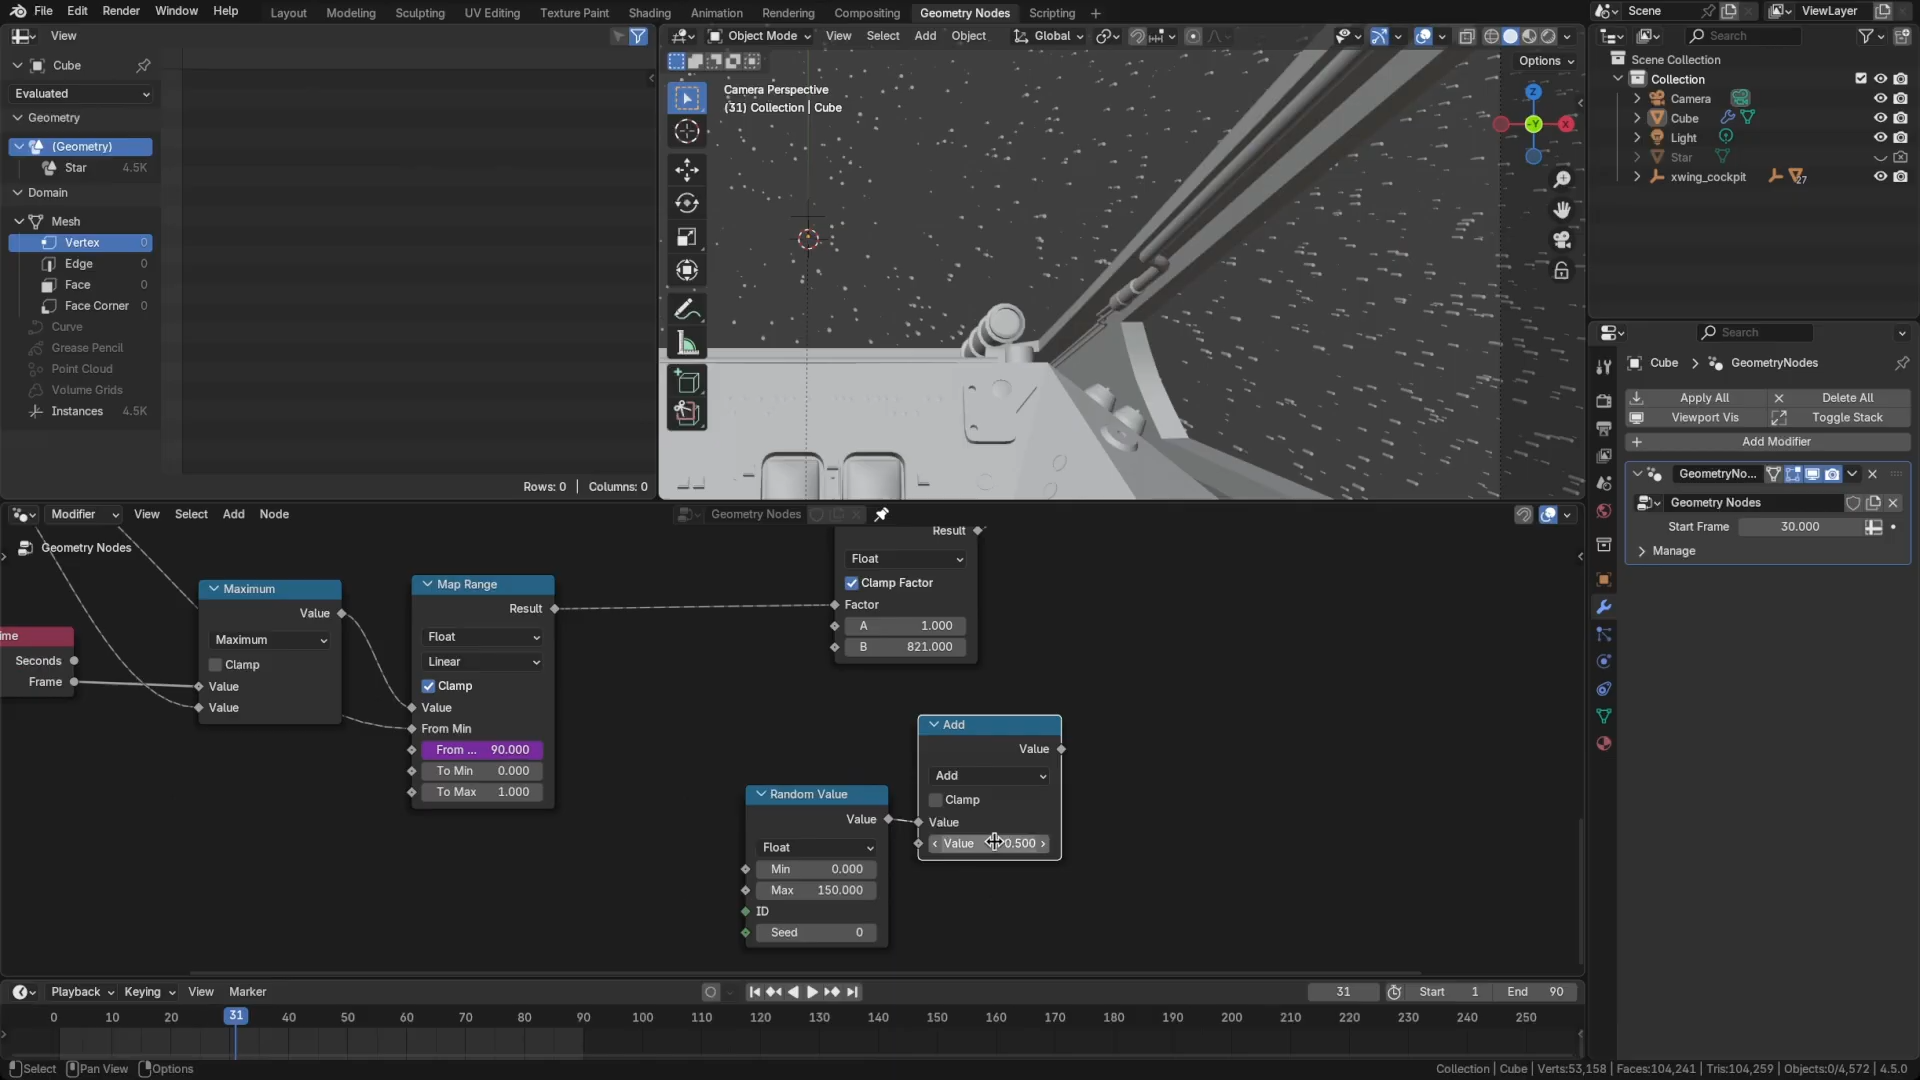 File Edit Render Window Help
Layout Modeling Sculpting UV Editing Texture Paint Shading Animation Rendering Compositing Geometry Nodes Scripting +
Scene ViewLayer
View
Object Mode View Select Add Object Global
Search
Options
Cube
Evaluated
Geometry
(Geometry)
Star 4.5K
Domain
Mesh
Vertex 0
Edge 0
Face 0
Face Corner 0
Curve
Grease Pencil
Point Cloud
Volume Grids
Instances 4.5K
Rows: 0 | Columns: 0
Camera Perspective
(31) Collection | Cube
Z
-Y
X
Scene Collection
Collection
Camera
Cube
Light
Star
xwing_cockpit 27
Search
Cube > GeometryNodes
Apply All Delete All
Viewport Vis Toggle Stack
Add Modifier
GeometryNo...
Geometry Nodes
Start Frame 30.000
Manage
Modifier View Select Add Node
Geometry Nodes
Geometry Nodes
ime
Seconds
Frame
Maximum
Value
Maximum
Clamp
Value
Value
Map Range
Result
Float
Linear
Clamp
Value
From Min
From ... 90.000
To Min 0.000
To Max 1.000
Result
Float
Clamp Factor
Factor
A 1.000
B 821.000
Add
Value
Add
Clamp
Value
Value 0.500
Random Value
Value
Float
Min 0.000
Max 150.000
ID
Seed 0
Playback Keying View Marker
31 Start 1 End 90
0 10 20 31 40 50 60 70 80 90 100 110 120 130 140 150 160 170 180 190 200 210 220 230 240 250
Select Pan View Options
Collection | Cube | Verts:53,158 | Faces:104,241 | Tris:104,259 | Objects:0/4,572 | 4.5.0